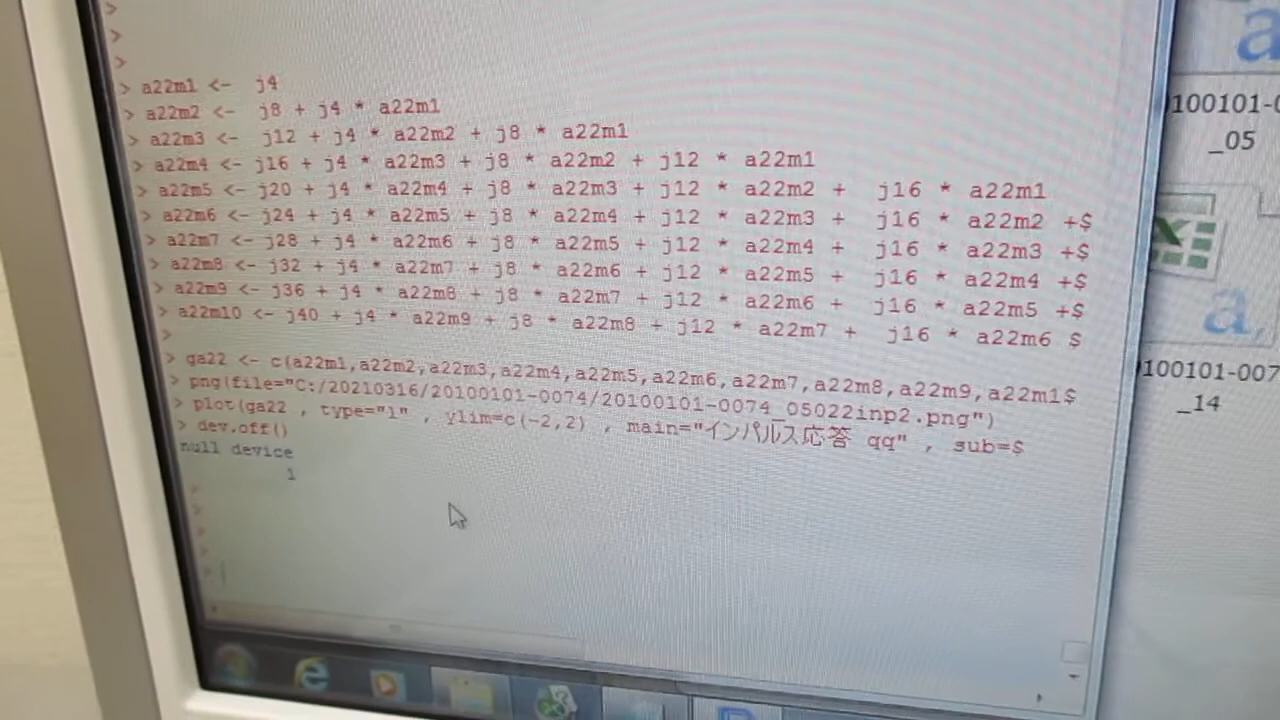 >
>
>
> a22m1 <- j4
> a22m2 <- j8 + j4 * a22m1
> a22m3 <- j12 + j4 * a22m2 + j8 * a22m1
> a22m4 <- j16 + j4 * a22m3 + j8 * a22m2 + j12 * a22m1
> a22m5 <- j20 + j4 * a22m4 + j8 * a22m3 + j12 * a22m2 + j16 * a22m1
> a22m6 <- j24 + j4 * a22m5 + j8 * a22m4 + j12 * a22m3 + j16 * a22m2 +$
> a22m7 <- j28 + j4 * a22m6 + j8 * a22m5 + j12 * a22m4 + j16 * a22m3 +$
> a22m8 <- j32 + j4 * a22m7 + j8 * a22m6 + j12 * a22m5 + j16 * a22m4 +$
> a22m9 <- j36 + j4 * a22m8 + j8 * a22m7 + j12 * a22m6 + j16 * a22m5 +$
> a22m10 <- j40 + j4 * a22m9 + j8 * a22m8 + j12 * a22m7 + j16 * a22m6 $
>
> ga22 <- c(a22m1,a22m2,a22m3,a22m4,a22m5,a22m6,a22m7,a22m8,a22m9,a22m1$
> png(file="C:/20210316/20100101-0074/20100101-0074_05022inp2.png")
> plot(ga22 , type="l" , ylim=c(-2,2) , main="インパルス応答 qq" , sub=$
> dev.off()
null device
1
>
>
>
>
>
100101-0
_05
100101-007
_14